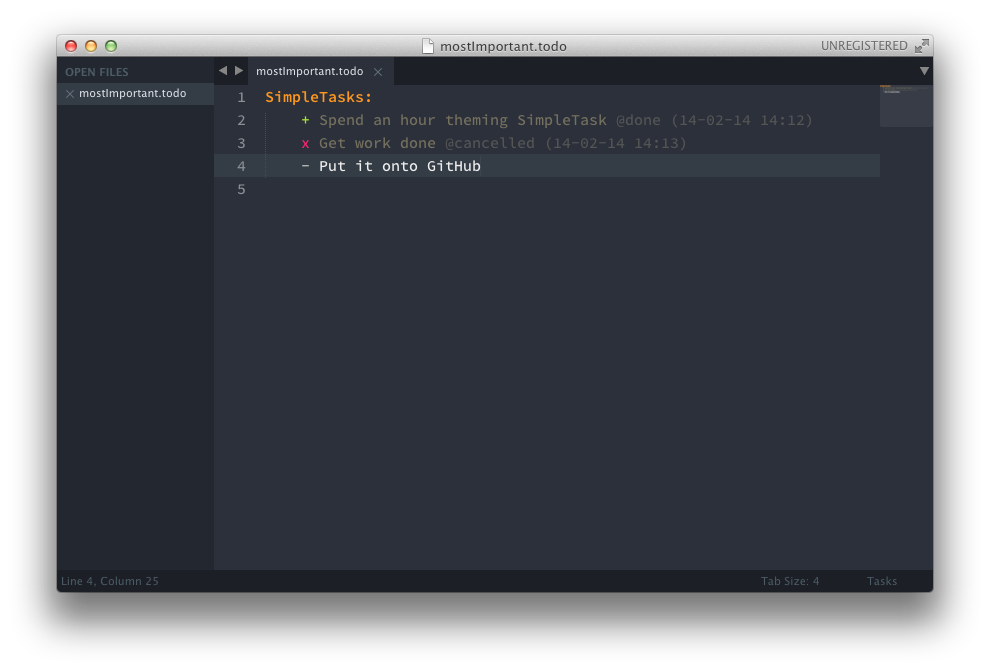 mostImportant.todo
UNREGISTERED
OPEN FILES
mostImportant.todo
mostImportant.todo
1 SimpleTasks:
2 + Spend an hour theming SimpleTask @done (14-02-14 14:12)
3 x Get work done @cancelled (14-02-14 14:13)
4 - Put it onto GitHub
5
Line 4, Column 25
Tab Size: 4
Tasks